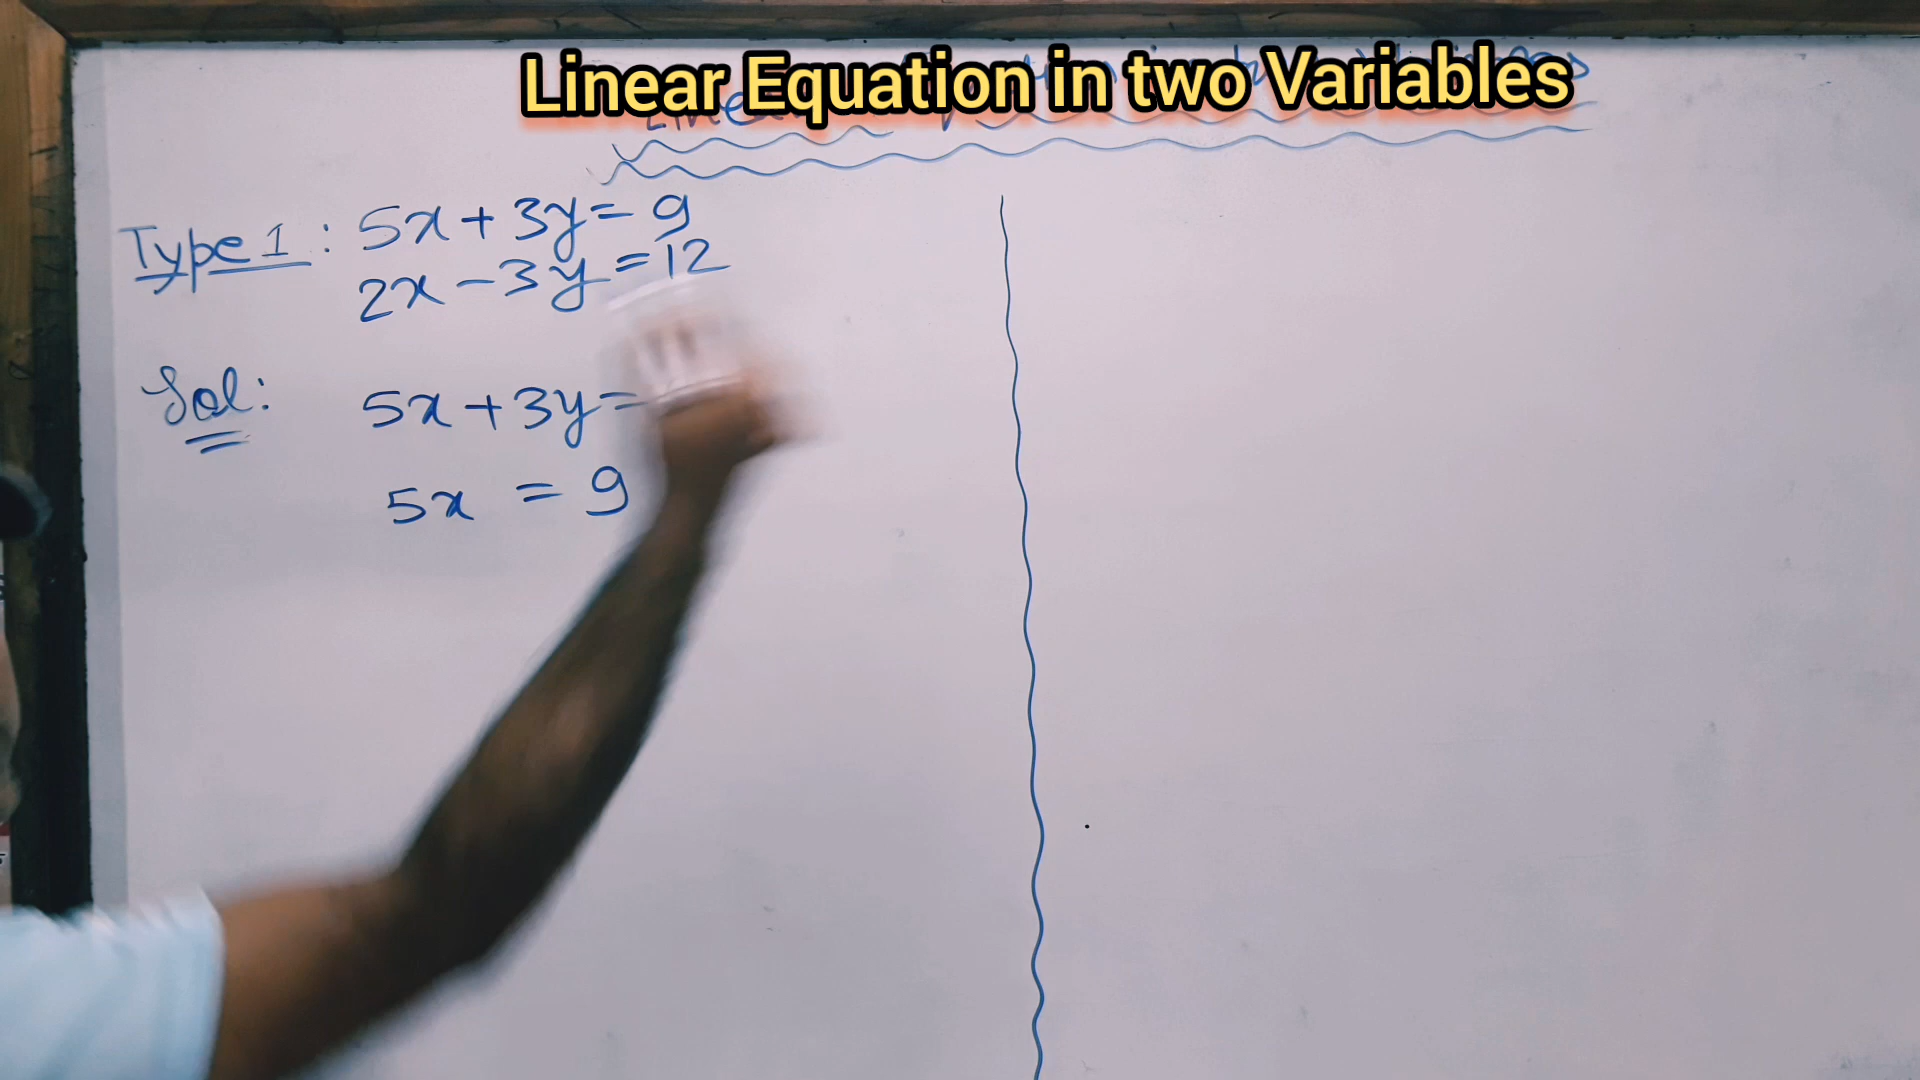 Linear Equation in two Variables
Type 1 : 5x + 3y = 9
2x - 3y = 12
Sol: 5x + 3y =
5x = 9